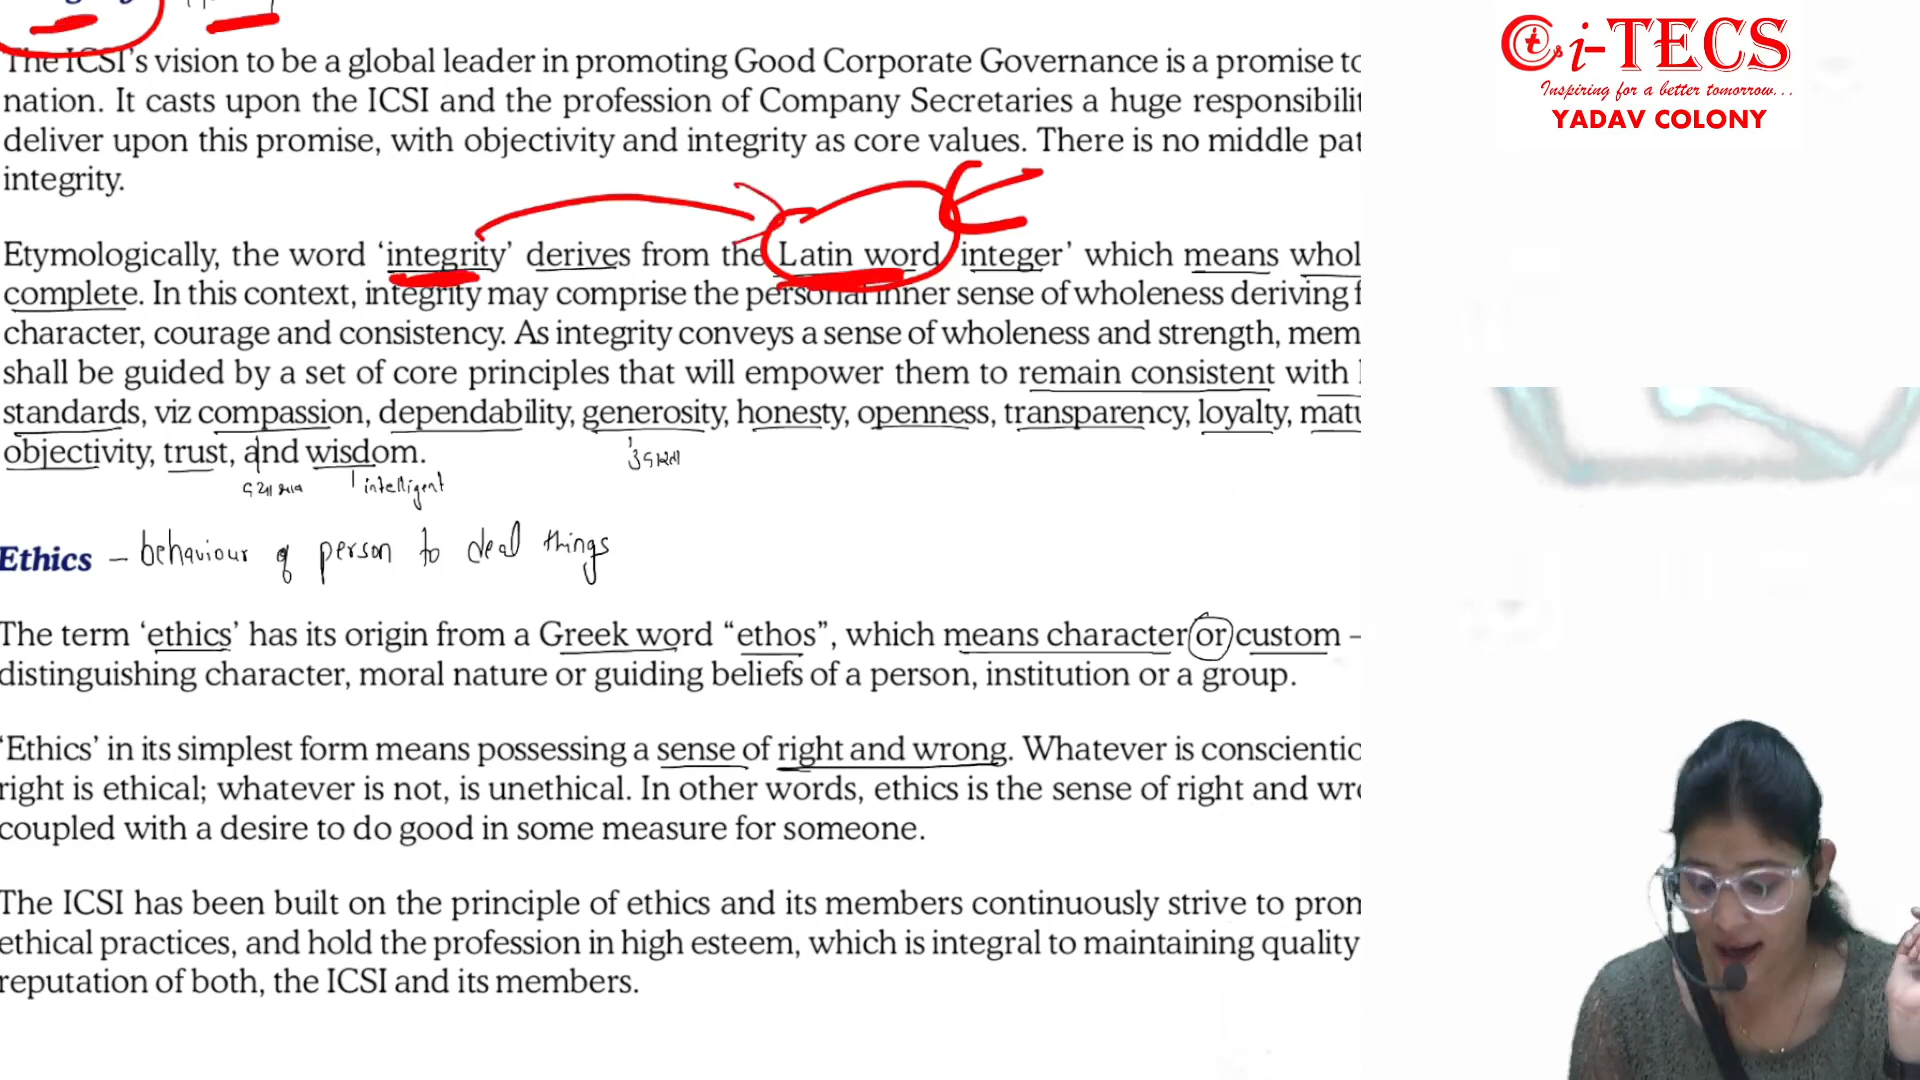 The ICSI's vision to be a global leader in promoting Good Corporate Governance is a promise to
nation. It casts upon the ICSI and the profession of Company Secretaries a huge responsibilit
deliver upon this promise, with objectivity and integrity as core values. There is no middle pat
integrity.
Etymologically, the word ‘integrity’ derives from the Latin word ‘integer’ which means whol
complete. In this context, integrity may comprise the personal inner sense of wholeness deriving f
character, courage and consistency. As integrity conveys a sense of wholeness and strength, mem
shall be guided by a set of core principles that will empower them to remain consistent with
standards, viz compassion, dependability, generosity, honesty, openness, transparency, loyalty, matu
objectivity, trust, and wisdom.
intelligent
Ethics – behaviour of person to deal things
The term ‘ethics’ has its origin from a Greek word “ethos”, which means character or custom –
distinguishing character, moral nature or guiding beliefs of a person, institution or a group.
‘Ethics’ in its simplest form means possessing a sense of right and wrong. Whatever is conscientio
right is ethical; whatever is not, is unethical. In other words, ethics is the sense of right and wro
coupled with a desire to do good in some measure for someone.
The ICSI has been built on the principle of ethics and its members continuously strive to prom
ethical practices, and hold the profession in high esteem, which is integral to maintaining quality
reputation of both, the ICSI and its members.
i-TECS
Inspiring for a better tomorrow...
YADAV COLONY